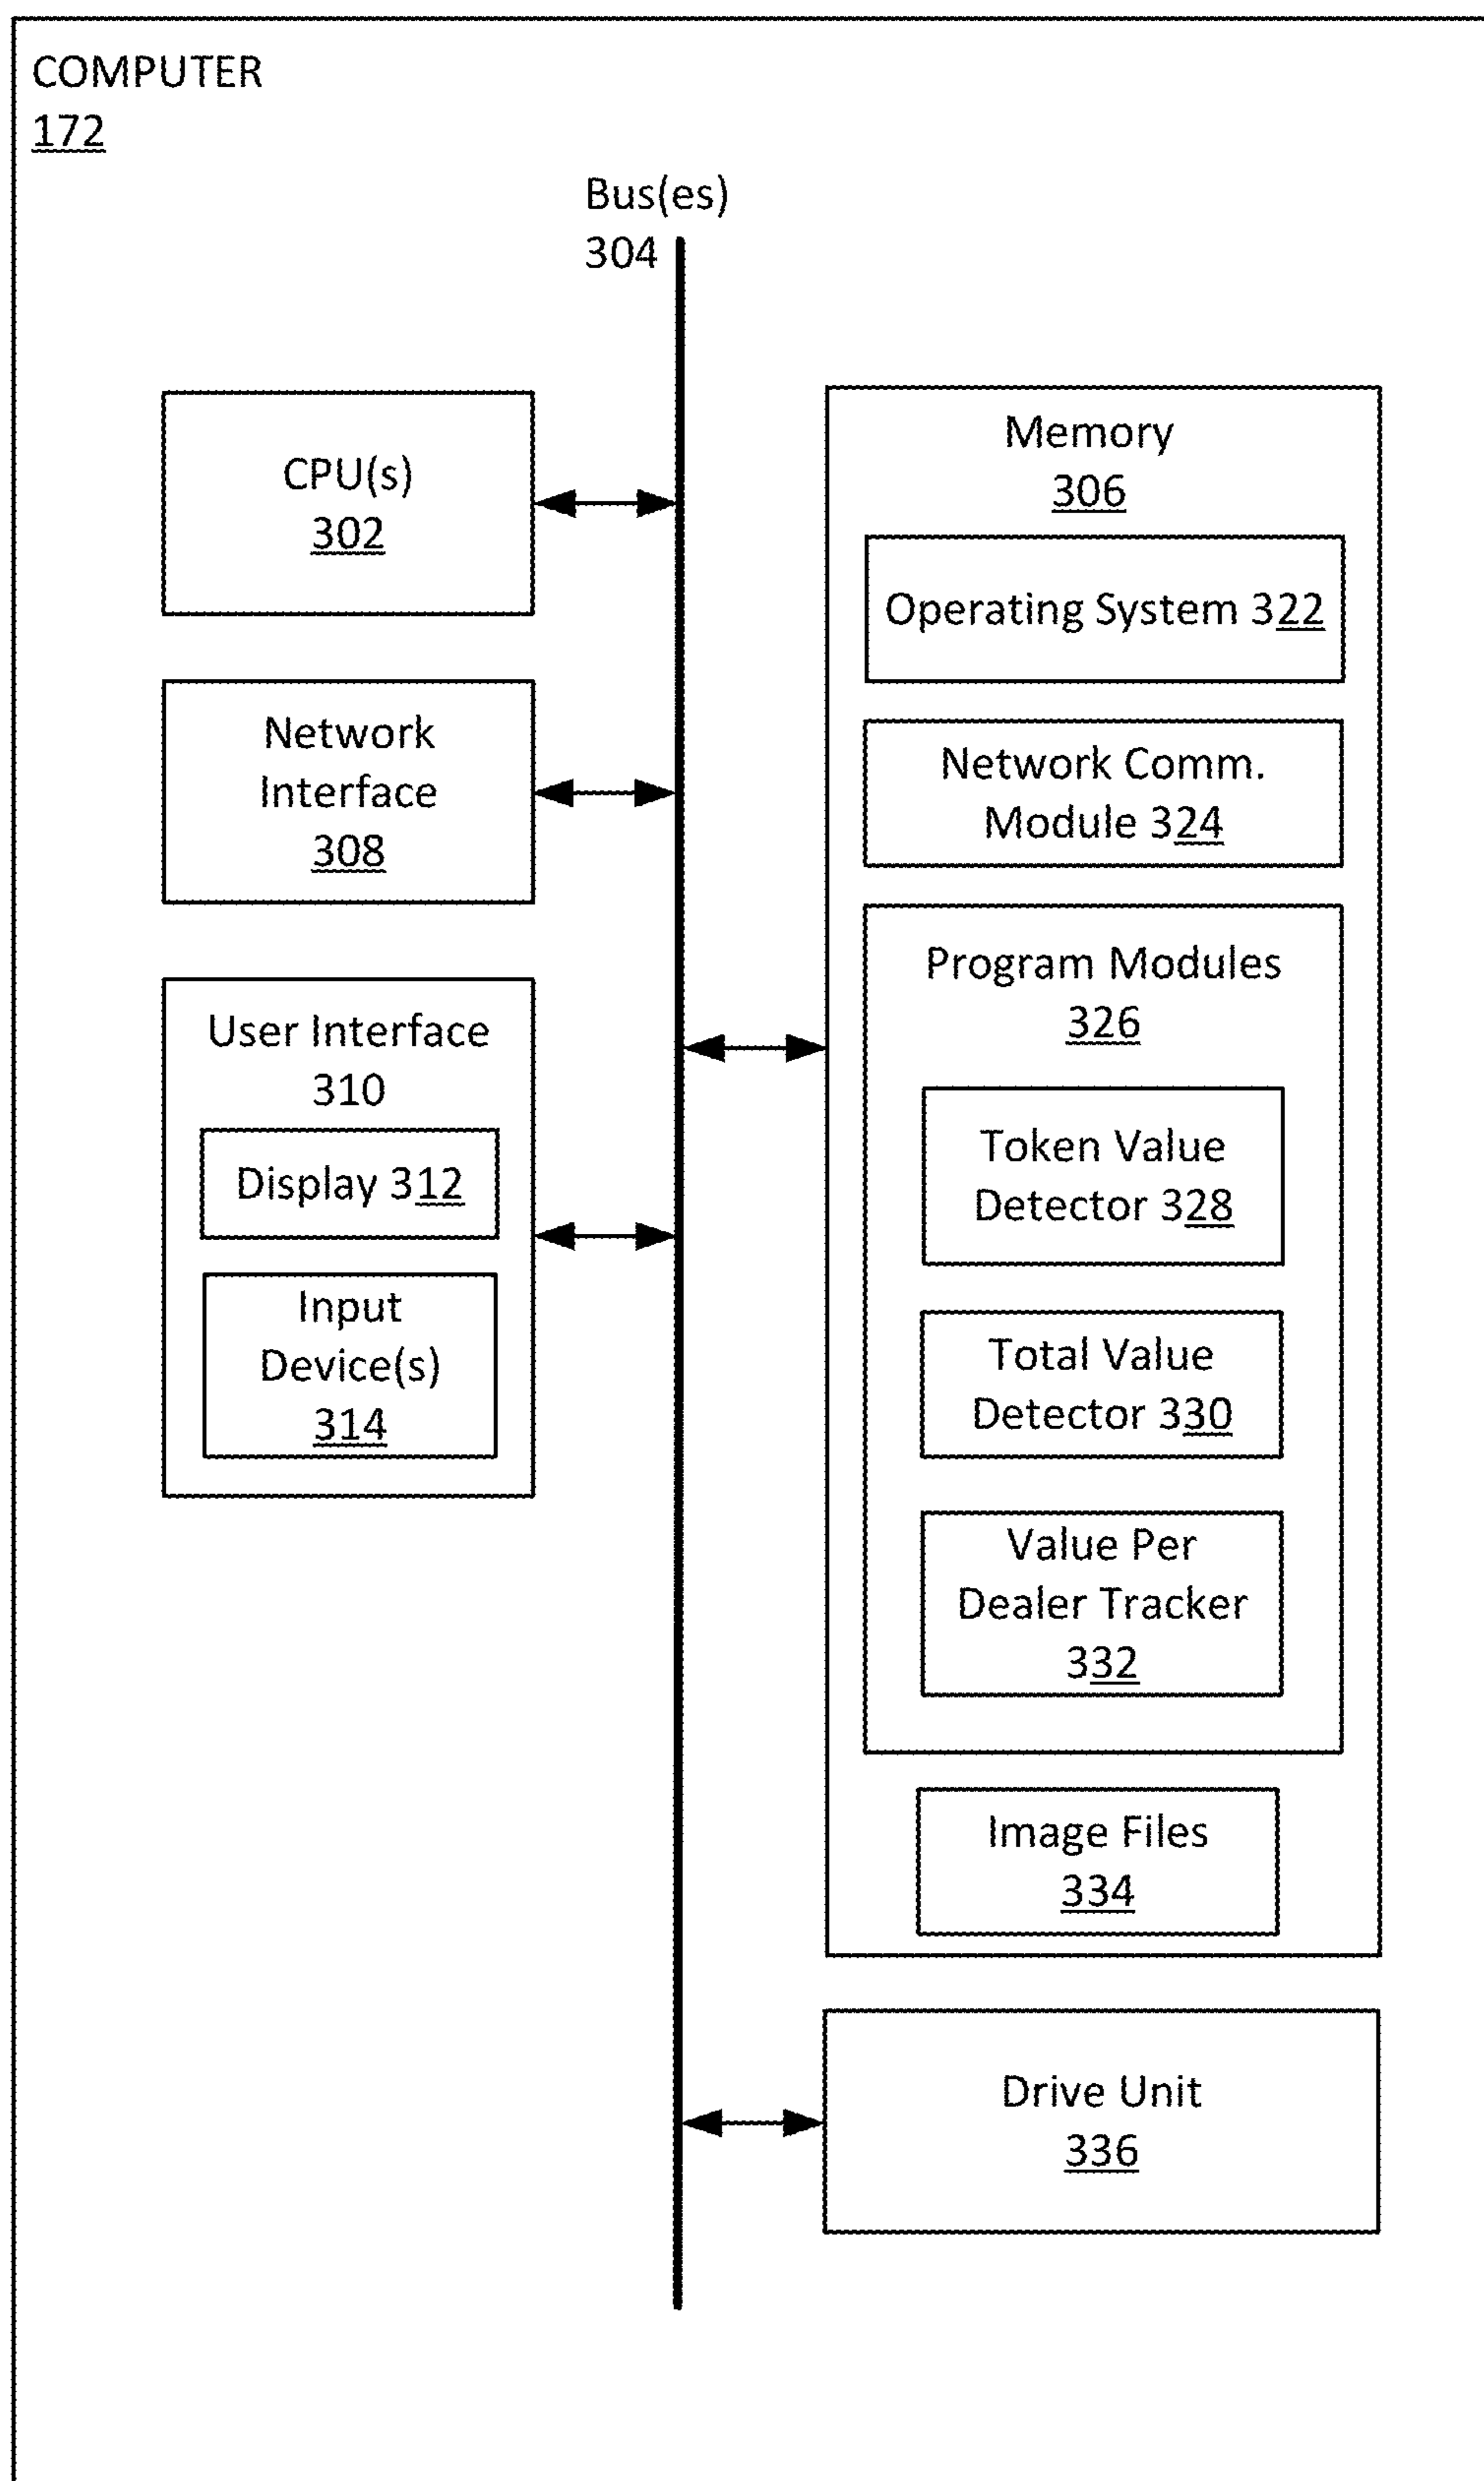 COMPUTER
172
Bus(es)
304
CPU(s)
302
Network
Interface
308
User Interface
310
Display 312
Input
Device(s)
314
Memory
306
Operating System 322
Network Comm.
Module 324
Program Modules
326
Token Value
Detector 328
Total Value
Detector 330
Value Per
Dealer Tracker
332
Image Files
334
Drive Unit
336